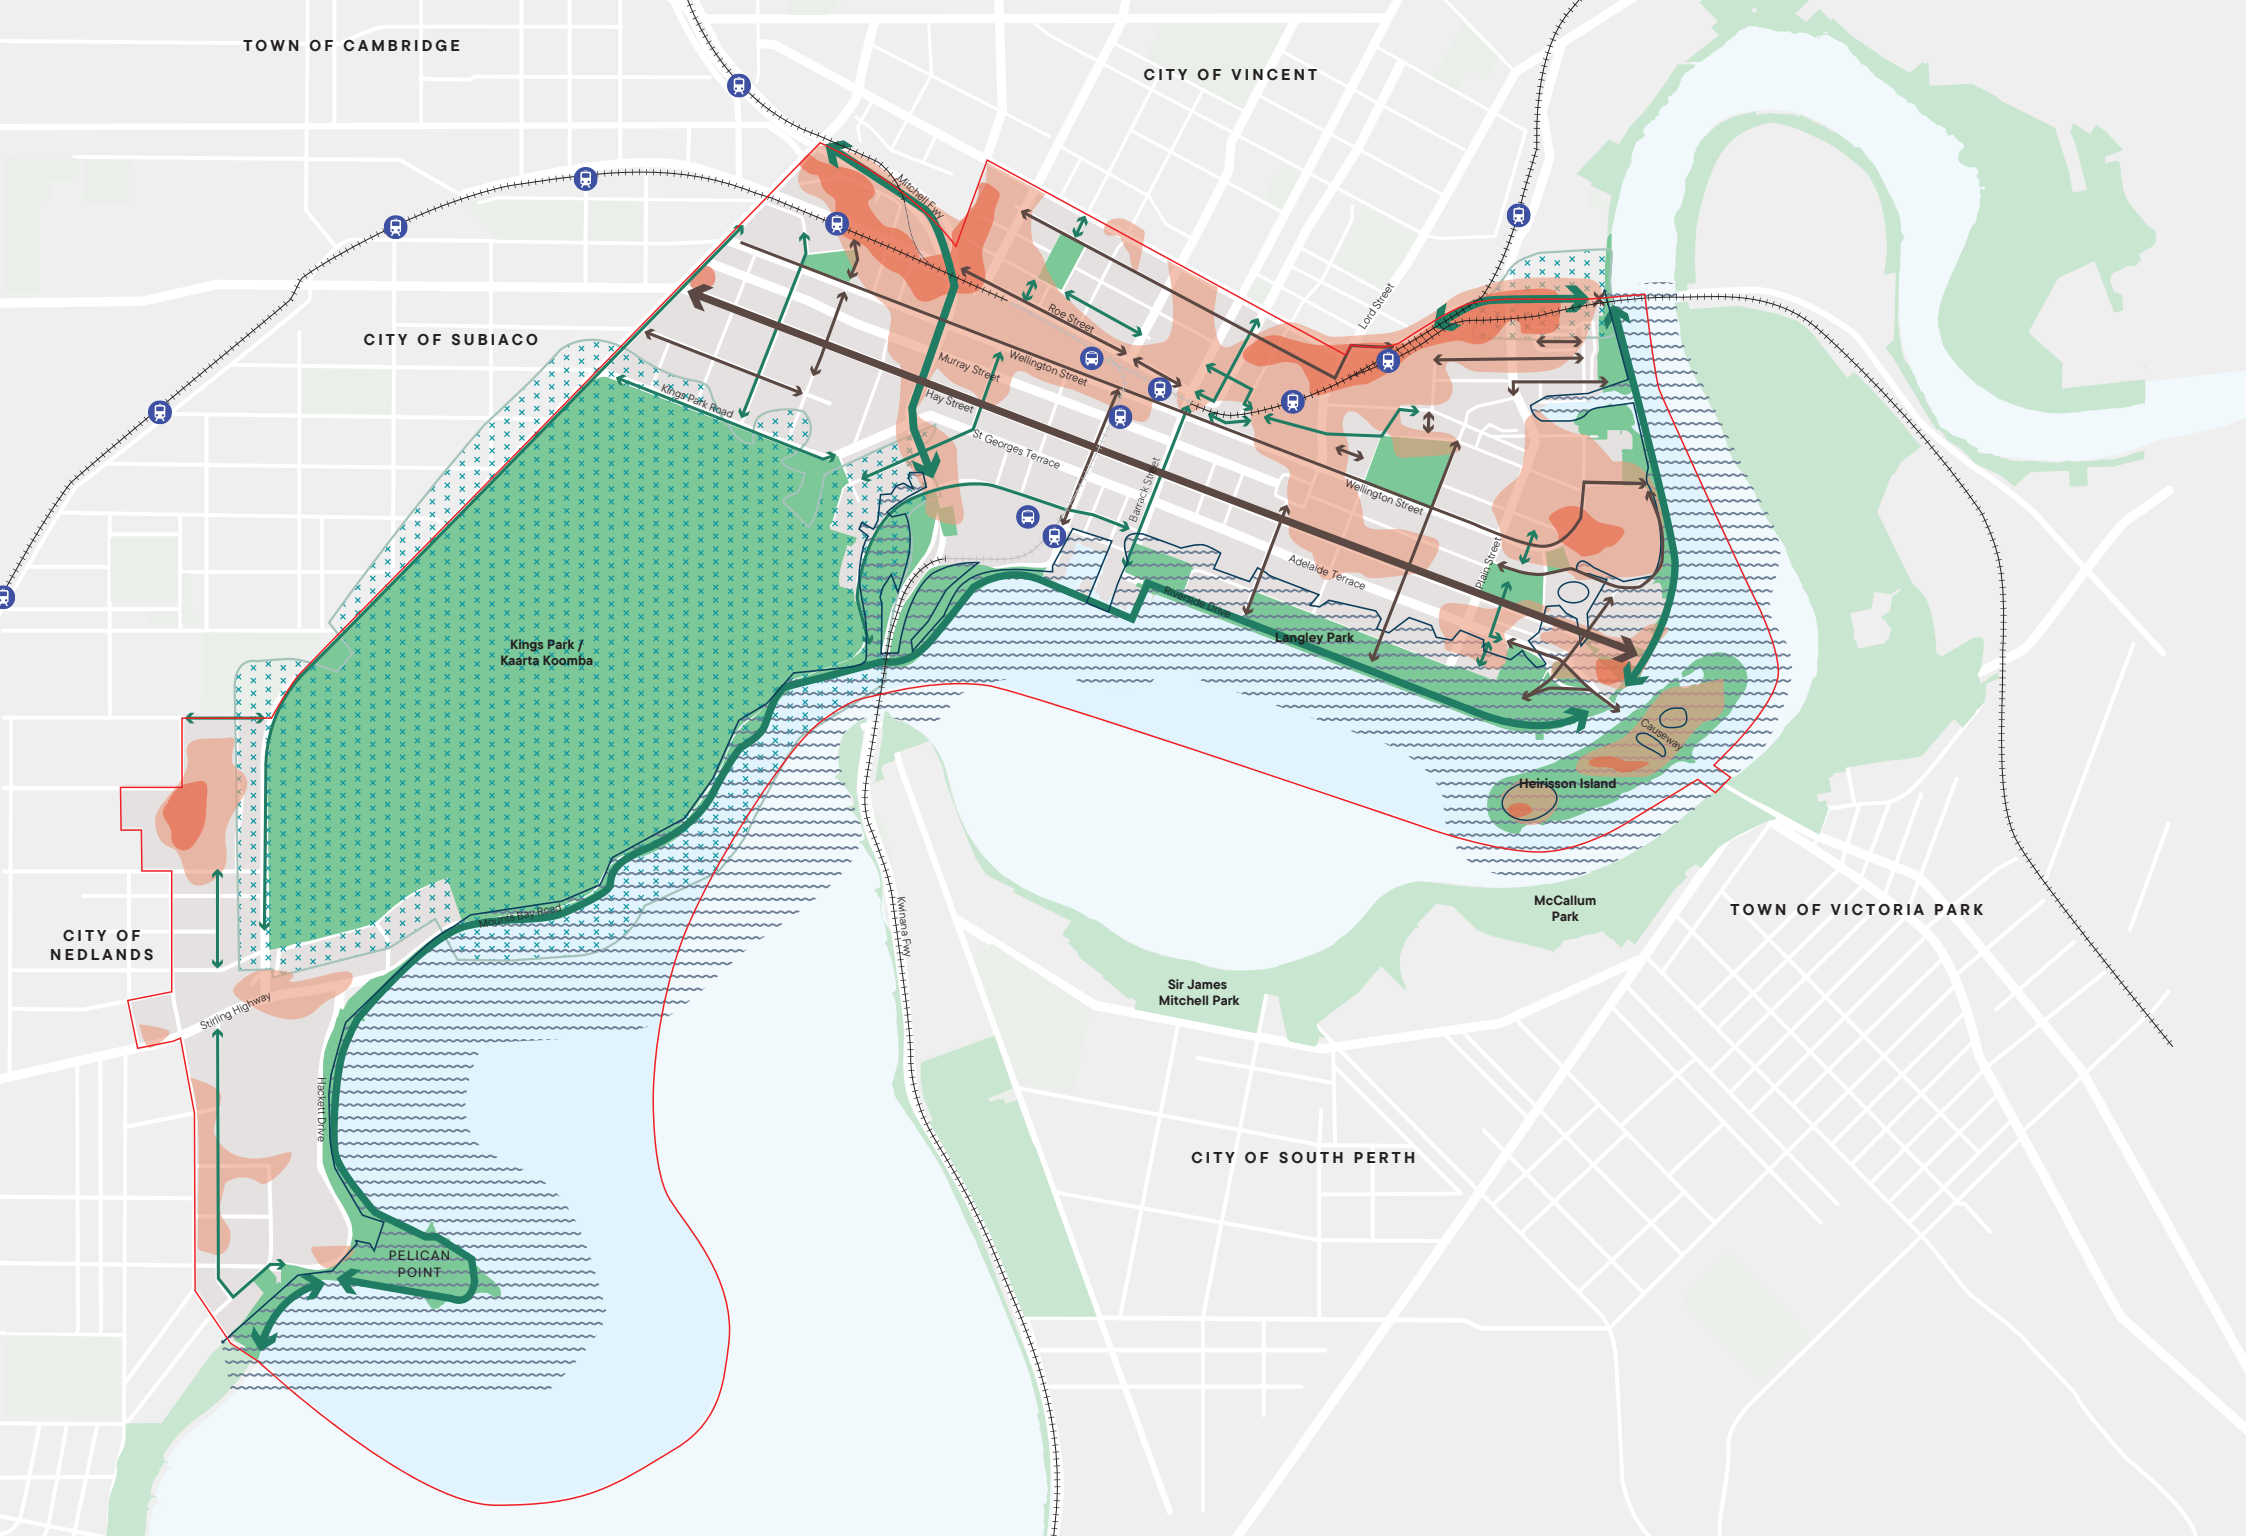 TOWN OF CAMBRIDGE
CITY OF VINCENT
Mitchell Fwy
Lord Street
Roe Street
CITY OF SUBIACO
Murray Street
Wellington Street
Kings Park Road
Hay Street
St Georges Terrace
Barrack Street
Wellington Street
Plain Street
Adelaide Terrace
Riverside Drive
Langley Park
Kings Park /
Kaarta Koomba
Causeway
Heirisson Island
Mounts Bay Road
Kwinana Fwy
McCallum
Park
TOWN OF VICTORIA PARK
CITY OF
NEDLANDS
Sir James
Mitchell Park
Stirling Highway
Hackett Drive
CITY OF SOUTH PERTH
PELICAN
POINT